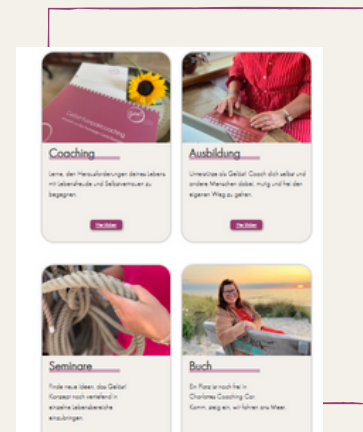 Coaching
Lerne, den Herausforderungen deines Lebens
mit Lebensfreude und Selbstvertrauen zu
begegnen.
Ausbildung
Unterstütze als Gelöst! Coach dich selbst und
andere Menschen dabei, mutig und frei den
eigenen Weg zu gehen.
Seminare
Finde neue Ideen, das Gelöst!
Konzept noch vertiefend in
einzelne Lebensbereiche
einzubringen.
Buch
Ein Platz ist noch frei in
Charlottes Coaching Car.
Komm, steig ein, wir fahren ans Meer.